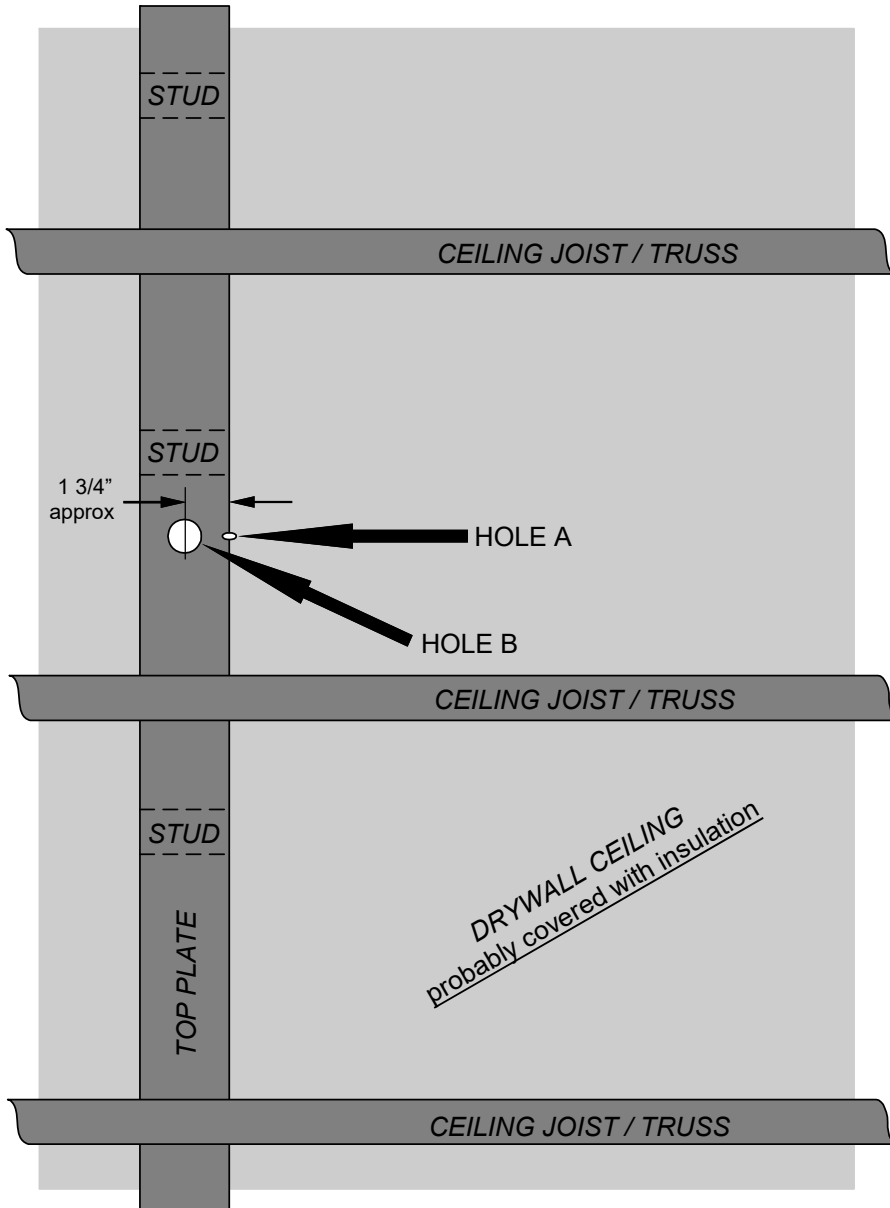 STUD
CEILING JOIST / TRUSS
STUD
1 3/4”
approx
HOLE A
HOLE B
CEILING JOIST / TRUSS
STUD
DRYWALL CEILING
probably covered with insulation
TOP PLATE
CEILING JOIST / TRUSS